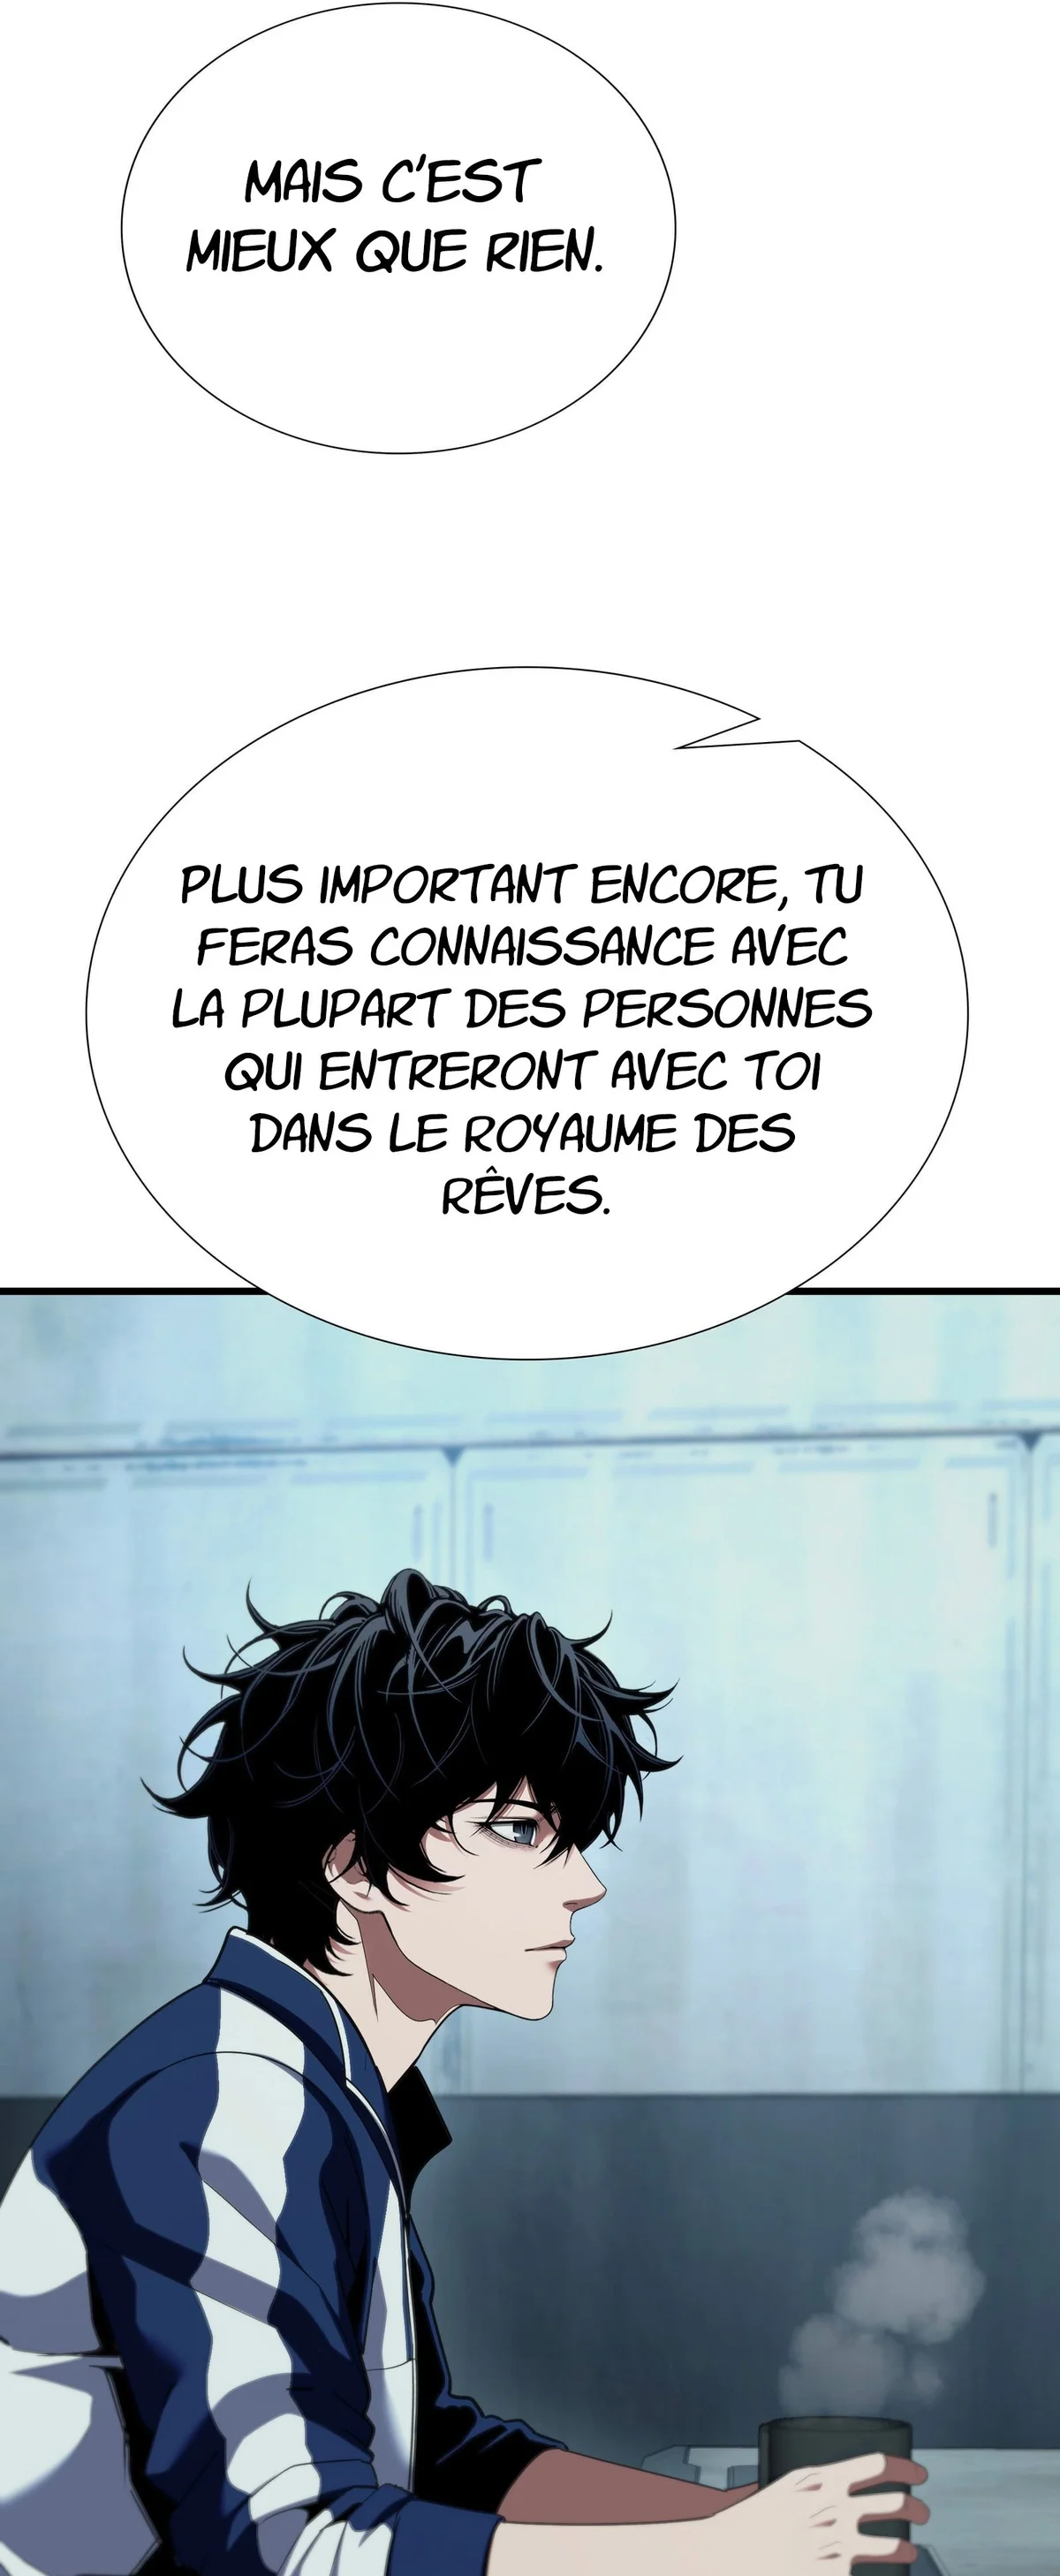 MAIS C'EST
MIEUX QUE RIEN.
PLUS IMPORTANT ENCORE, TU
FERAS CONNAISSANCE AVEC
LA PLUPART DES PERSONNES
QUI ENTRERONT AVEC TOI
DANS LE ROYAUME DES
RÊVES.